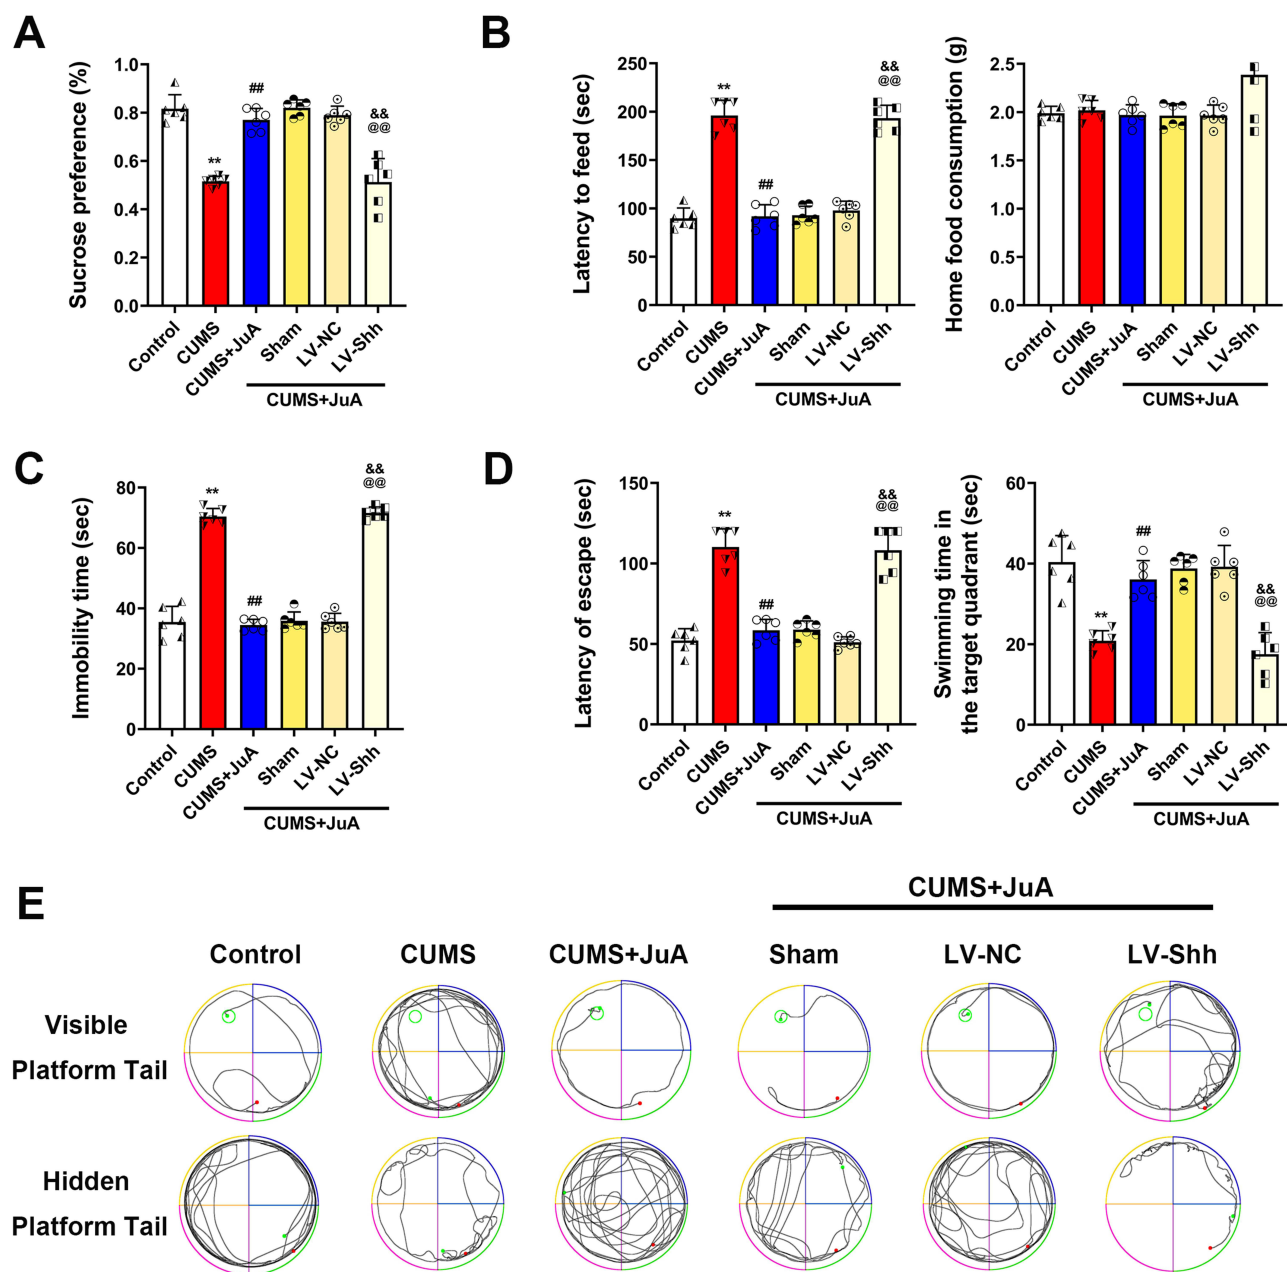 A
Sucrose preference (%)
1.0
0.8
0.6
0.4
0.2
0.0
**
##
&&
@@
Control
CUMS
CUMS+JuA
Sham
LV-NC
LV-Shh
CUMS+JuA
B
Latency to feed (sec)
250
200
150
100
50
0
**
##
&&
@@
Control
CUMS
CUMS+JuA
Sham
LV-NC
LV-Shh
CUMS+JuA
Home food consumption (g)
2.5
2.0
1.5
1.0
0.5
0.0
Control
CUMS
CUMS+JuA
Sham
LV-NC
LV-Shh
CUMS+JuA
C
Immobility time (sec)
80
60
40
20
0
**
##
&&
@@
Control
CUMS
CUMS+JuA
Sham
LV-NC
LV-Shh
CUMS+JuA
D
Latency of escape (sec)
150
100
50
0
**
##
&&
@@
Control
CUMS
CUMS+JuA
Sham
LV-NC
LV-Shh
CUMS+JuA
Swimming time in
the target quadrant (sec)
60
40
20
0
**
##
&&
@@
Control
CUMS
CUMS+JuA
Sham
LV-NC
LV-Shh
CUMS+JuA
E
CUMS+JuA
Control CUMS CUMS+JuA Sham LV-NC LV-Shh
Visible
Platform Tail
Hidden
Platform Tail